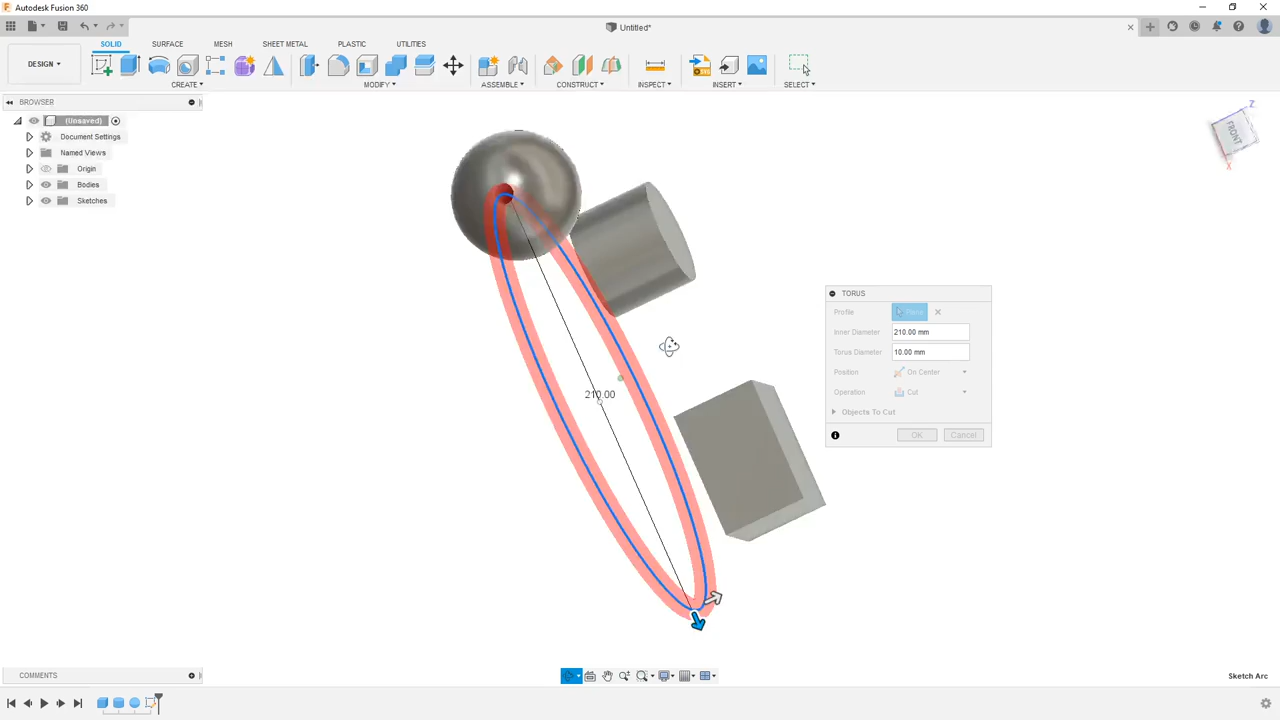 Autodesk Fusion 360
Untitled*
DESIGN
SOLID SURFACE MESH SHEET METAL PLASTIC UTILITIES
CREATE MODIFY ASSEMBLE CONSTRUCT INSPECT INSERT SELECT
BROWSER
(Unsaved)
Document Settings
Named Views
Origin
Bodies
Sketches
Z
FRONT
X
210.00
TORUS
Profile Plane
Inner Diameter 210.00 mm
Torus Diameter 10.00 mm
Position On Center
Operation Cut
Objects To Cut
OK Cancel
COMMENTS
Sketch Arc